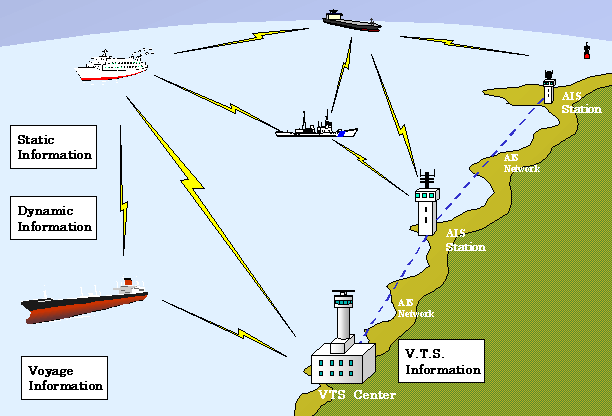 AIS
Station
Static
Information
AIS
Network
Dynamic
Information
AIS
Station
AIS
Network
V.T.S.
Information
Voyage
Information
VTS Center